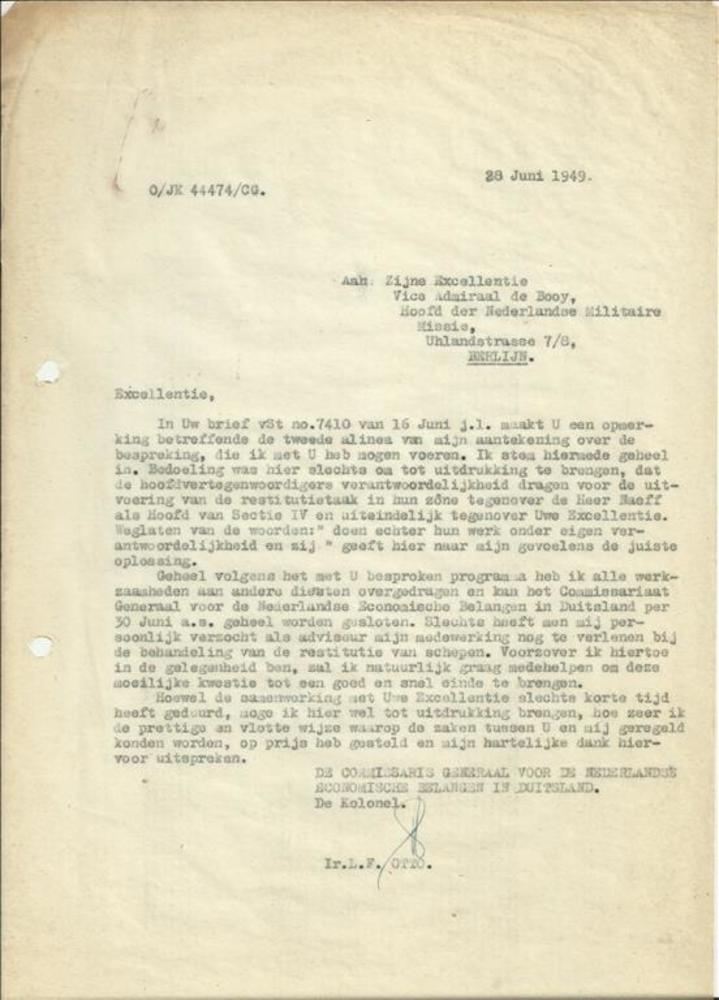 28 Juni 1949.
O/JK 44474/CG.
Aan: Zijne Excellentie
Vice Admiraal de Booy,
Hoofd der Nederlandse Militaire
Missie,
Uhlandstrasse 7/8,
BERLIJN.
Excellentie,
In Uw brief vSt no.7410 van 16 Juni j.l. maakt U een opmer-
king betreffende de tweede alinea van mijn aantekening over de
bespreking, die ik met U heb mogen voeren. Ik stem hiermede geheel
in. Bedoeling was hier slechts om tot uitdrukking te brengen, dat
de hoofdvertegenwoordigers verantwoordelijkheid dragen voor de uit-
voering van de restitutietaak in hun zône tegenover de Heer Naeff
als Hoofd van Sectie IV en uiteindelijk tegenover Uwe Excellentie.
Weglaten van de woorden:" doen echter hun werk onder eigen ver-
antwoordelijkheid en zij " geeft hier naar mijn gevoelens de juiste
oplossing.
Geheel volgens het met U besproken programma heb ik alle werk-
zaamheden aan andere diensten overgedragen en kan het Commissariaat
Generaal voor de Nederlandse Economische Belangen in Duitsland per
30 Juni a.s. geheel worden gesloten. Slechts heeft men mij per-
soonlijk verzocht als adviseur mijn medewerking nog te verlenen bij
de behandeling van de restitutie van schepen. Voorzover ik hiertoe
in de gelegenheid ben, zal ik natuurlijk graag medehelpen om deze
moeilijke kwestie tot een goed en snel einde te brengen.
Hoewel de samenwerking met Uwe Excellentie slechts korte tijd
heeft geduurd, moge ik hier wel tot uitdrukking brengen, hoe zeer ik
de prettige en vlotte wijze waarop de zaken tussen U en mij geregeld
konden worden, op prijs heb gesteld en mijn hartelijke dank hier-
voor uitspreken.
DE COMMISSARIS GENERAAL VOOR DE NEDERLANDSE
ECONOMISCHE BELANGEN IN DUITSLAND.
De Kolonel.
Ir.L.F. OTTO.